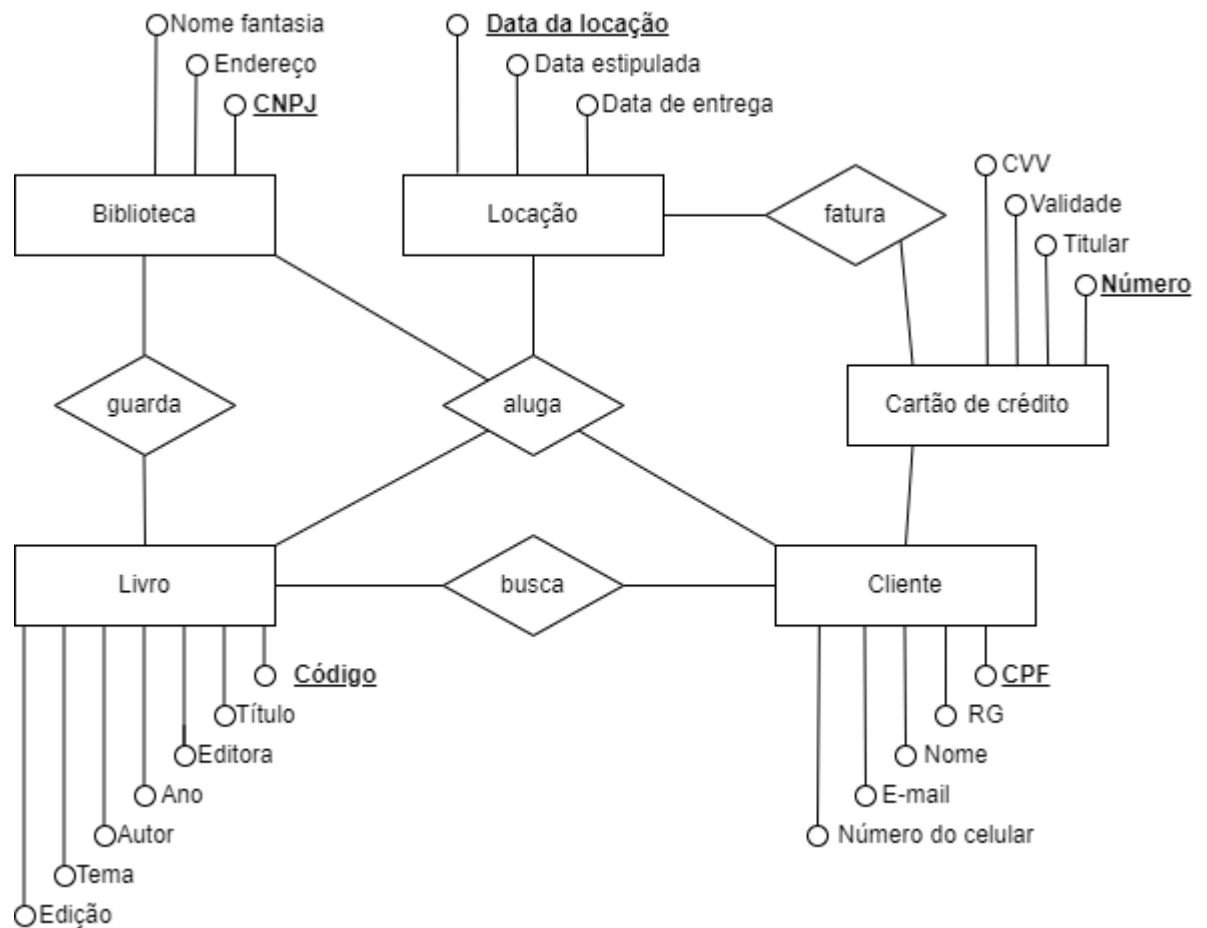 Nome fantasia
Endereço
CNPJ
Data da locação
Data estipulada
Data de entrega
Biblioteca
Locação
fatura
CVV
Validade
Titular
Número
guarda
aluga
Cartão de crédito
Livro
busca
Cliente
Código
Título
Editora
Ano
Autor
Tema
Edição
CPF
RG
Nome
E-mail
Número do celular